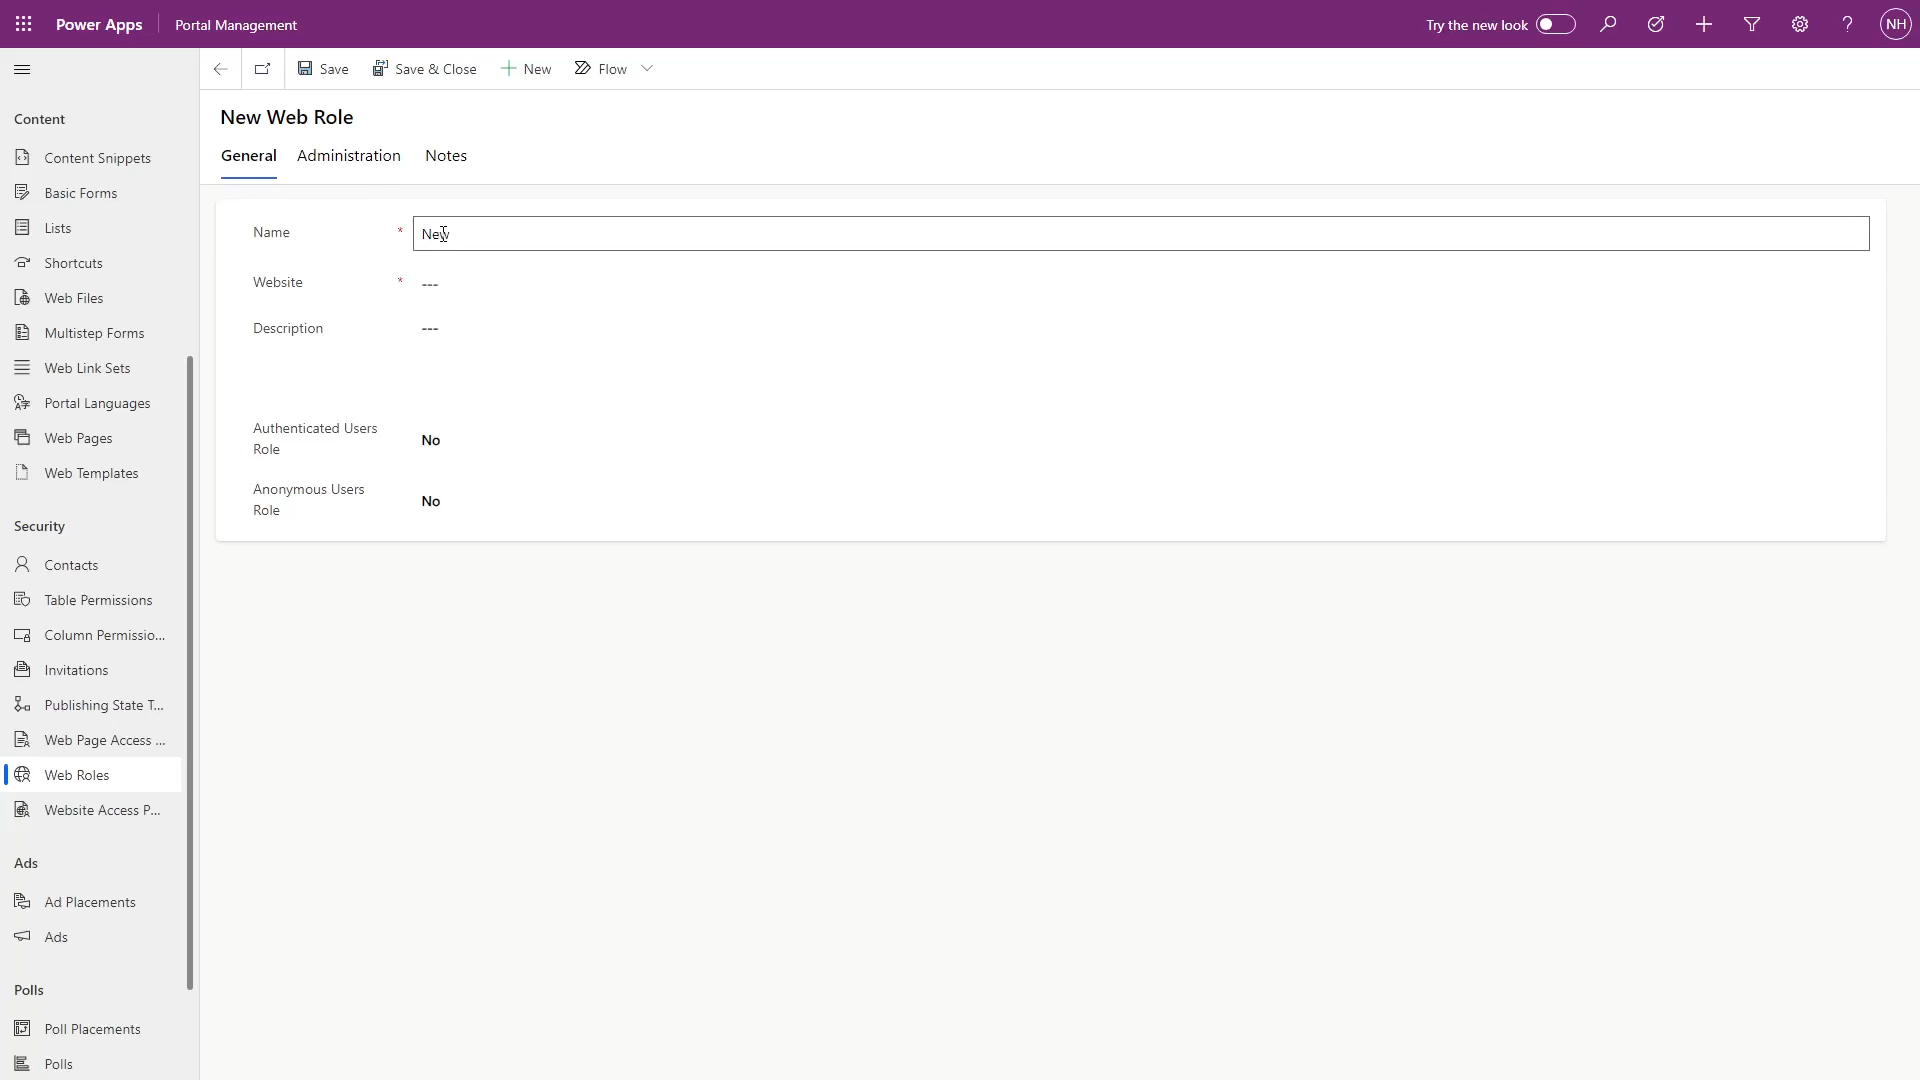 Power Apps
Portal Management
Try the new look
NH
Save
Save & Close
New
Flow
New Web Role
General
Administration
Notes
Name *
New
Website *
---
Description
---
Authenticated Users
Role
No
Anonymous Users
Role
No
Content
Content Snippets
Basic Forms
Lists
Shortcuts
Web Files
Multistep Forms
Web Link Sets
Portal Languages
Web Pages
Web Templates
Security
Contacts
Table Permissions
Column Permissio...
Invitations
Publishing State T...
Web Page Access ...
Web Roles
Website Access P...
Ads
Ad Placements
Ads
Polls
Poll Placements
Polls